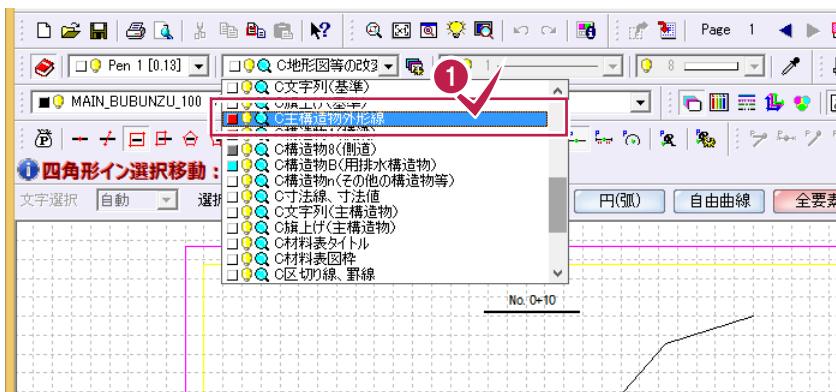 Page 1
Pen 1 [0.13] C地形図等の文字 1 8
C文字列(基準)
C旗上げ(基準)
MAIN_BUBUNZU_100
1
C主構造物外形線
C構造物8(側道)
四角形イン選択移動:
C構造物B(用排水構造物)
C構造物n(その他の構造物等)
文字選択 自動 選択 C寸法線、寸法値 円(弧) 自由曲線 全要素
C文字列(主構造物)
C旗上げ(主構造物)
C材料表タイトル
C材料表図枠
C区切り線、罫線
No. 0+10